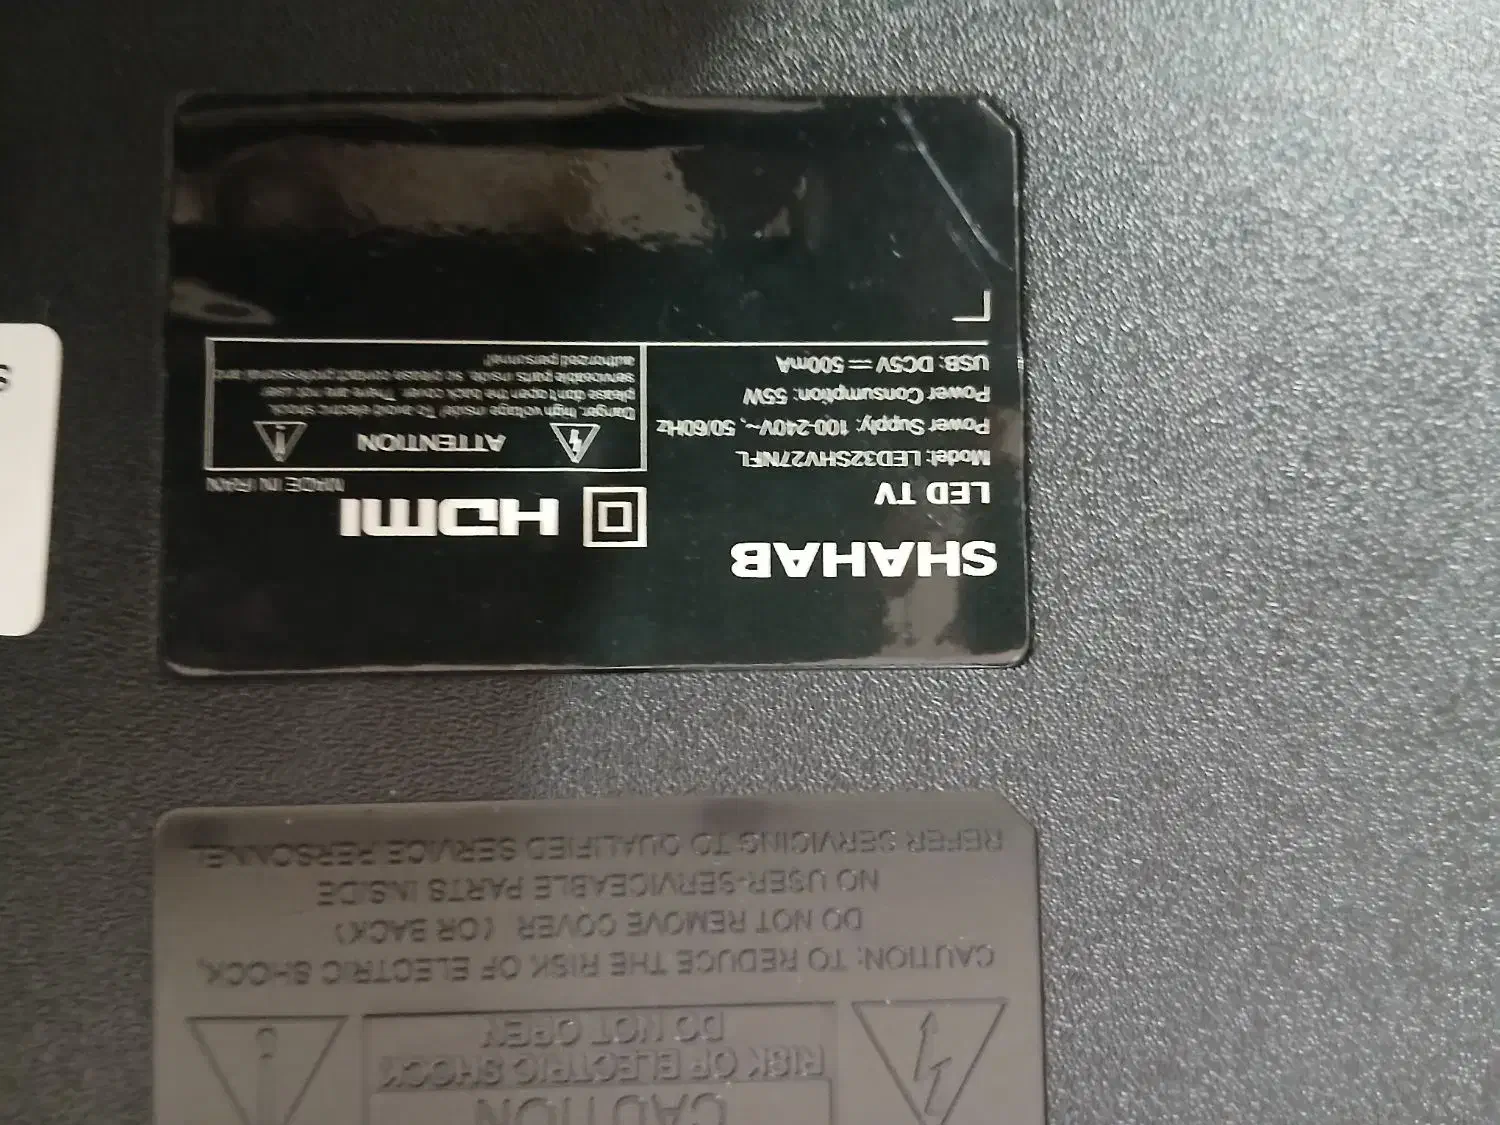 SHAHAB
LED TV
Model: LED32SHV27NFL
Power Supply: 100-240V~, 50/60Hz
Power Consumption: 55W
USB: DC5V ⎓ 500mA
HDMI
MADE IN IRAN
ATTENTION
Danger: high voltage inside! To avoid electric shock,
please don't open the back cover. There are not user
serviceable parts inside, so please contact professional and
authorized personnel!
CAUTION
RISK OF ELECTRIC SHOCK
DO NOT OPEN
CAUTION: TO REDUCE THE RISK OF ELECTRIC SHOCK,
DO NOT REMOVE COVER (OR BACK)
NO USER-SERVICEABLE PARTS INSIDE
REFER SERVICING TO QUALIFIED SERVICE PERSONNEL
S